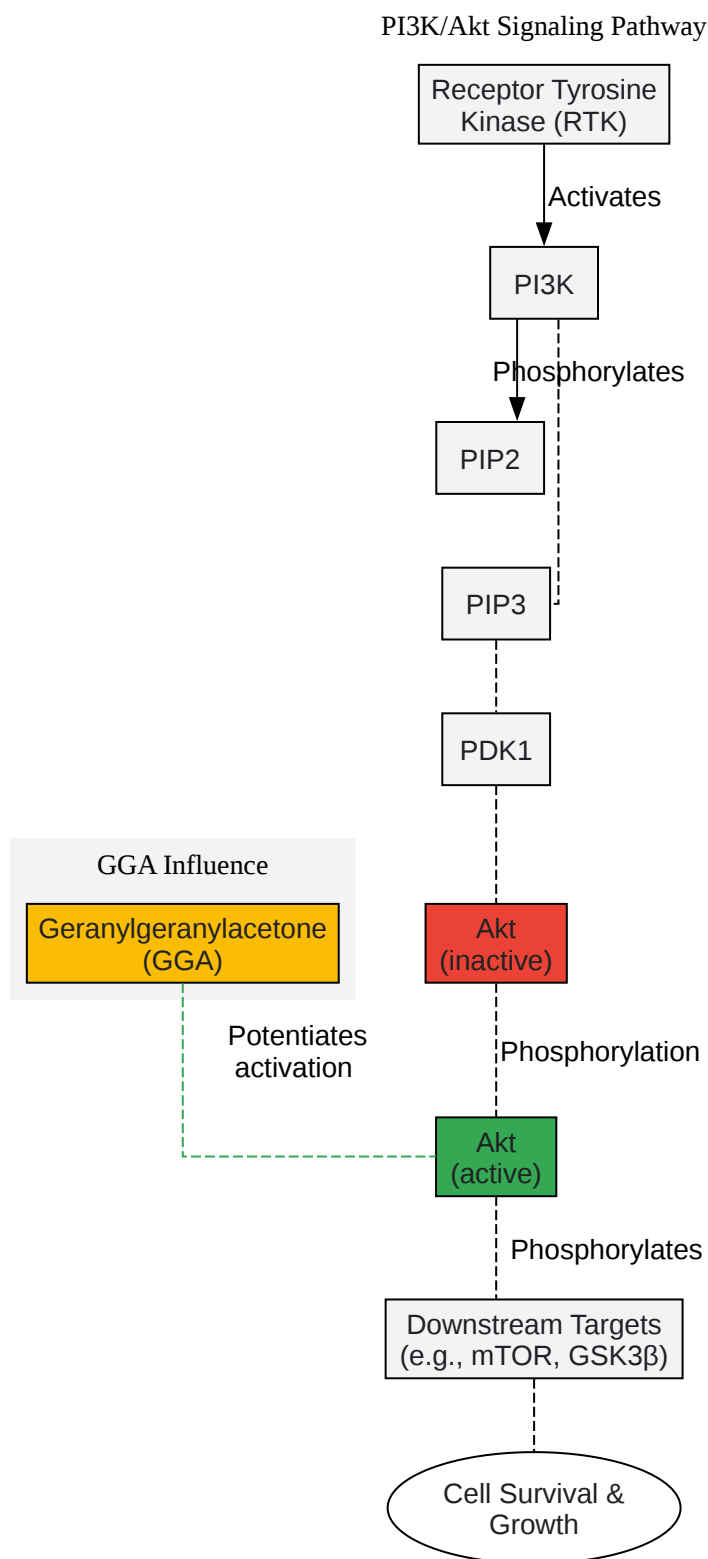 PI3K/Akt Signaling Pathway
Receptor Tyrosine
Kinase (RTK)
Activates
PI3K
Phosphorylates
PIP2
PIP3
PDK1
GGA Influence
Geranylgeranylacetone
(GGA)
Akt
(inactive)
Potentiates
activation
Phosphorylation
Akt
(active)
Phosphorylates
Downstream Targets
(e.g., mTOR, GSK3β)
Cell Survival &
Growth